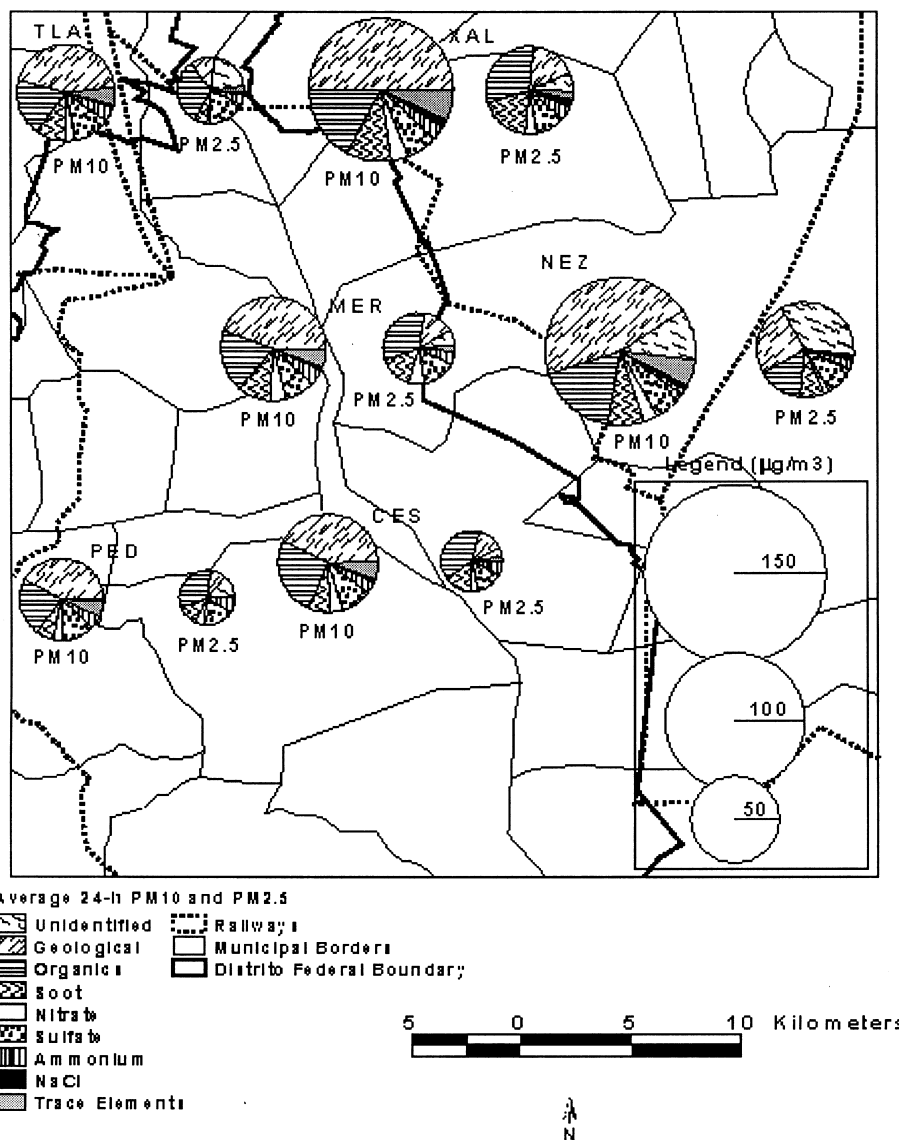 TLA
XAL
PM10
PM2.5
PM10
PM2.5
NEZ
MER
PM10
PM2.5
PM10
PM2.5
Legend (µg/m3)
150
100
50
CES
PED
PM10
PM2.5
PM10
PM2.5
Average 24-h PM10 and PM2.5
Unidentified
Geological
Organics
Soot
Nitrate
Sulfate
Ammonium
NaCl
Trace Elements
Railways
Municipal Borders
Distrito Federal Boundary
5 0 5 10 Kilometers
N